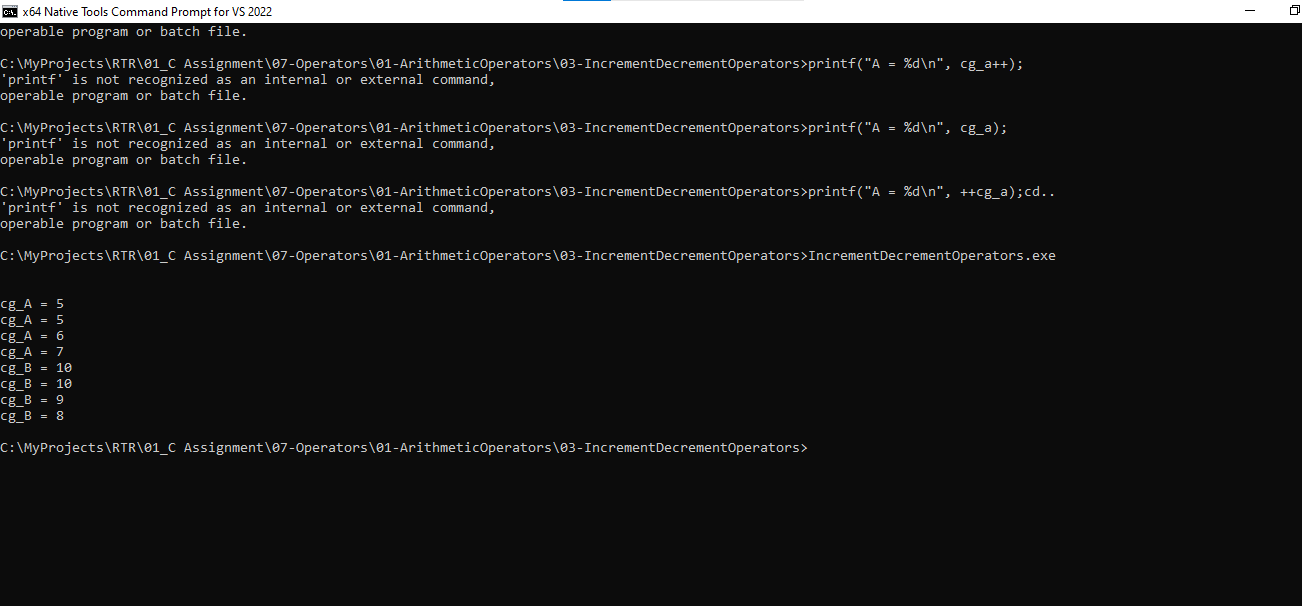 x64 Native Tools Command Prompt for VS 2022
operable program or batch file.
C:\MyProjects\RTR\01_C Assignment\07-Operators\01-ArithmeticOperators\03-IncrementDecrementOperators>printf("A = %d\n", cg_a++);
'printf' is not recognized as an internal or external command,
operable program or batch file.
C:\MyProjects\RTR\01_C Assignment\07-Operators\01-ArithmeticOperators\03-IncrementDecrementOperators>printf("A = %d\n", cg_a);
'printf' is not recognized as an internal or external command,
operable program or batch file.
C:\MyProjects\RTR\01_C Assignment\07-Operators\01-ArithmeticOperators\03-IncrementDecrementOperators>printf("A = %d\n", ++cg_a);cd..
'printf' is not recognized as an internal or external command,
operable program or batch file.
C:\MyProjects\RTR\01_C Assignment\07-Operators\01-ArithmeticOperators\03-IncrementDecrementOperators>IncrementDecrementOperators.exe
cg_A = 5
cg_A = 5
cg_A = 6
cg_A = 7
cg_B = 10
cg_B = 10
cg_B = 9
cg_B = 8
C:\MyProjects\RTR\01_C Assignment\07-Operators\01-ArithmeticOperators\03-IncrementDecrementOperators>